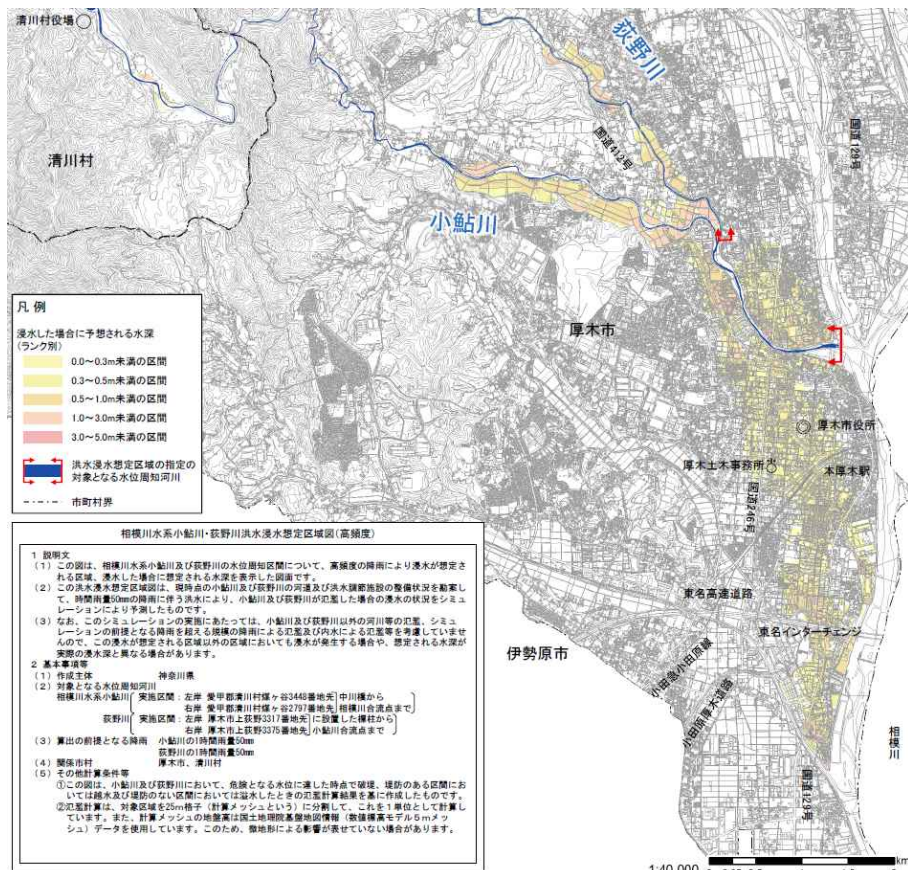 清川村役場
荻野川
国道129号
国道412号
清川村
小鮎川
凡例
浸水した場合に予想される水深
(ランク別)
0.0～0.3m未満の区間
0.3～0.5m未満の区間
0.5～1.0m未満の区間
1.0～3.0m未満の区間
3.0～5.0m未満の区間
洪水浸水想定区域の指定の
対象となる水位周知河川
市町村界
厚木市
厚木市役所
厚木土木事務所
本厚木駅
国道246号
東名高速道路
東名インターチェンジ
伊勢原市
小田急小田原線
小田原厚木道路
相模川
国道129号
相模川水系小鮎川・荻野川洪水浸水想定区域図(高頻度)
1 説明文
(1)この図は、相模川水系小鮎川及び荻野川の水位周知区間について、高頻度の降雨により浸水が想定さ
れる区域、浸水した場合に想定される水深を表示した図面です。
(2)この洪水浸水想定区域図は、現時点の小鮎川及び荻野川の河道及び洪水調節施設の整備状況を勘案し
て、時間雨量50mmの降雨に伴う洪水により、小鮎川及び荻野川が氾濫した場合の浸水の状況をシミュ
レーションにより予測したものです。
(3)なお、このシミュレーションの実施にあたっては、小鮎川及び荻野川以外の河川等の氾濫、シミュ
レーションの前提となる降雨を超える規模の降雨による氾濫及び内水による氾濫等を考慮していませ
んので、この浸水が想定される区域以外の区域においても浸水が発生する場合や、想定される水深が
実際の浸水深と異なる場合があります。
2 基本事項等
(1)作成主体 神奈川県
(2)対象となる水位周知河川
相模川水系小鮎川 実施区間：左岸 愛甲郡清川村煤ヶ谷3448番地先 中川橋から
右岸 愛甲郡清川村煤ヶ谷2797番地先 相模川合流点まで
荻野川 実施区間：左岸 厚木市上荻野3317番地先 に設置した標柱から
右岸 厚木市上荻野3375番地先 小鮎川合流点まで
(3)算出の前提となる降雨 小鮎川の1時間雨量50mm
荻野川の1時間雨量50mm
(4)関係市村 厚木市、清川村
(5)その他計算条件等
①この図は、小鮎川及び荻野川において、危険となる水位に達した時点で破堤、堤防のある区間にお
いては越水及び堤防のない区間においては溢水したときの氾濫計算結果を基に作成したものです。
②氾濫計算は、対象区域を25m格子(計算メッシュという)に分割して、これを1単位として計算し
ています。また、計算メッシュの地盤高は国土地理院基盤地図情報(数値標高モデル5mメッ
シュ)データを使用しています。このため、微地形による影響が表せていない場合があります。
1:40,000
km